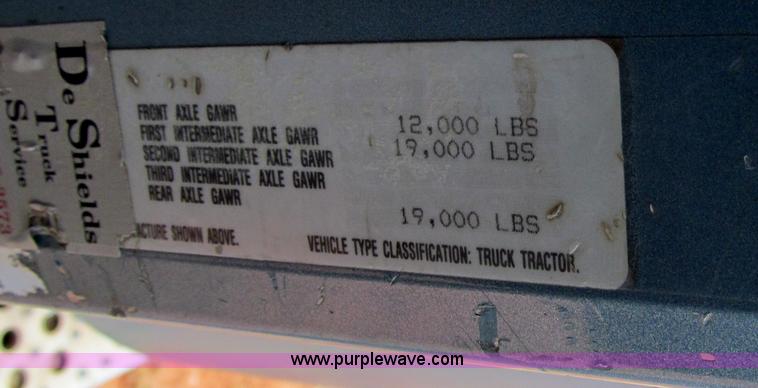 De Shields
Truck
Service
9573
FRONT AXLE GAWR 12,000 LBS
FIRST INTERMEDIATE AXLE GAWR 19,000 LBS
SECOND INTERMEDIATE AXLE GAWR
THIRD INTERMEDIATE AXLE GAWR
REAR AXLE GAWR 19,000 LBS
ACTURE SHOWN ABOVE. VEHICLE TYPE CLASSIFICATION: TRUCK TRACTOR.
www.purplewave.com